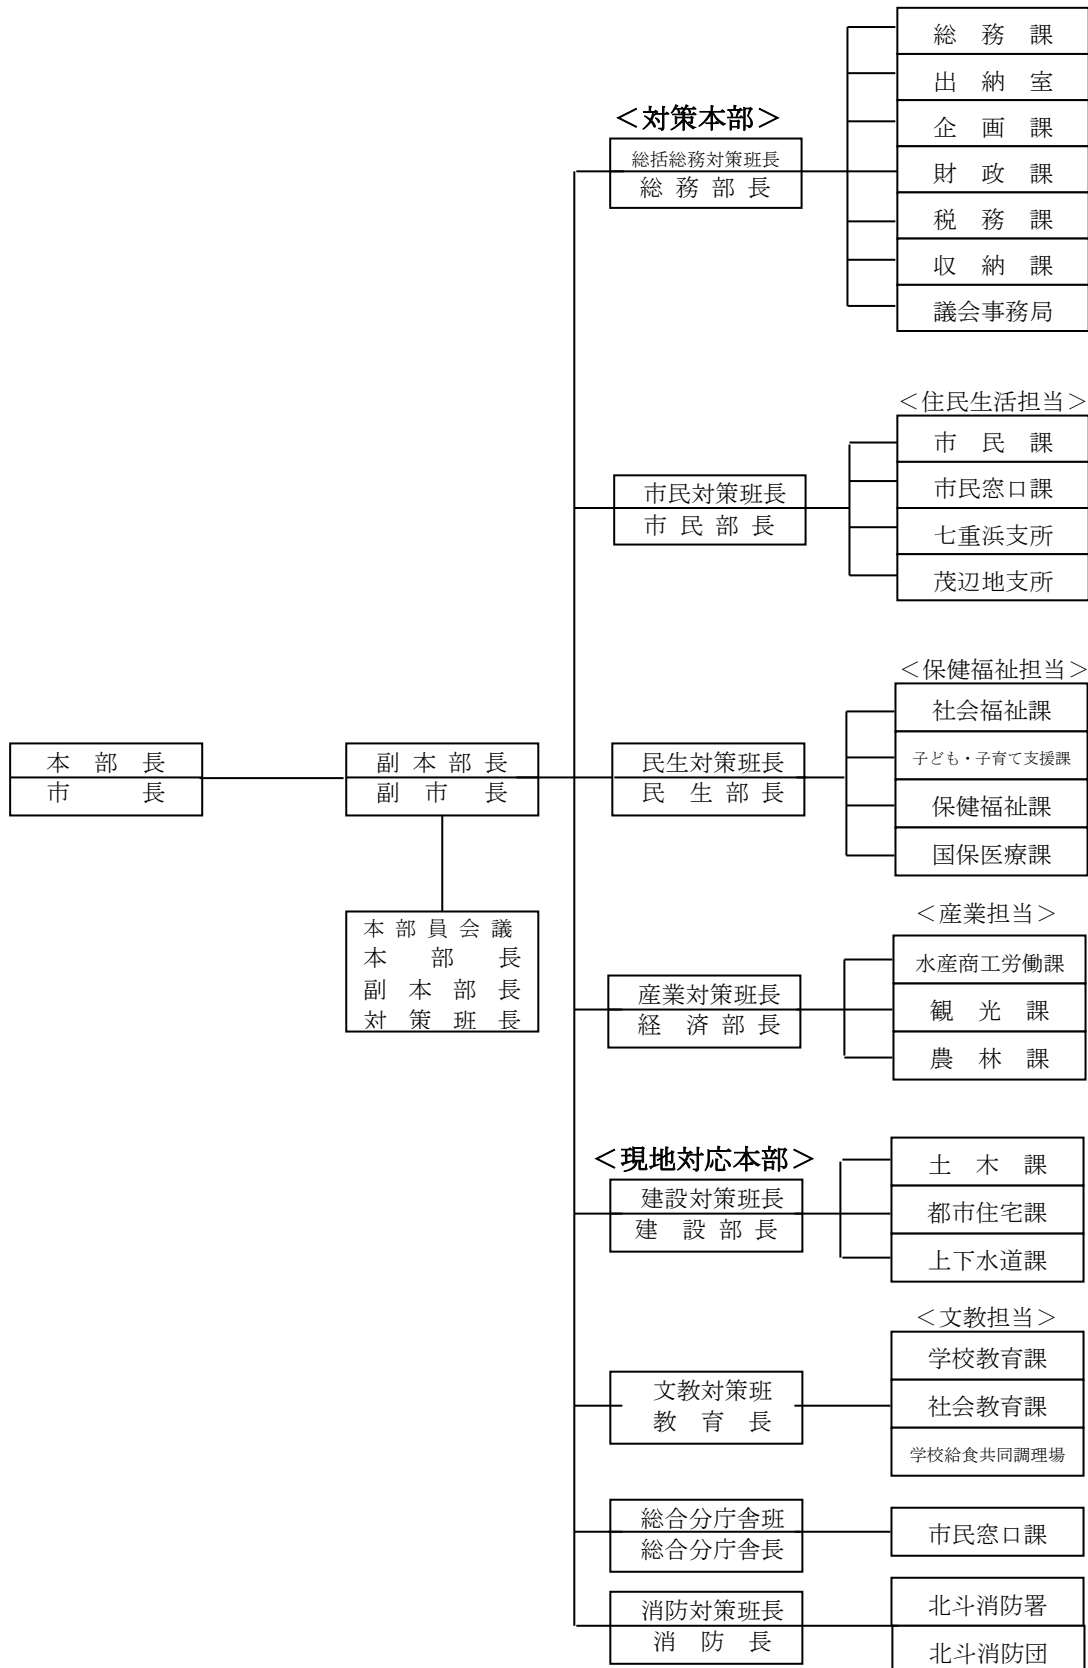 総務課
出納室
＜対策本部＞
企画課
総括総務対策班長
総務部長
財政課
税務課
収納課
議会事務局
＜住民生活担当＞
市民課
市民対策班長
市民部長
市民窓口課
七重浜支所
茂辺地支所
＜保健福祉担当＞
社会福祉課
本部長
市長
副本部長
副市長
民生対策班長
民生部長
子ども・子育て支援課
保健福祉課
国保医療課
本部員会議
本部長
副本部長
対策班長
＜産業担当＞
水産商工労働課
産業対策班長
経済部長
観光課
農林課
＜現地対応本部＞
土木課
建設対策班長
建設部長
都市住宅課
上下水道課
＜文教担当＞
学校教育課
文教対策班
教育長
社会教育課
学校給食共同調理場
総合分庁舎班
総合分庁舎長
市民窓口課
消防対策班長
消防長
北斗消防署
北斗消防団